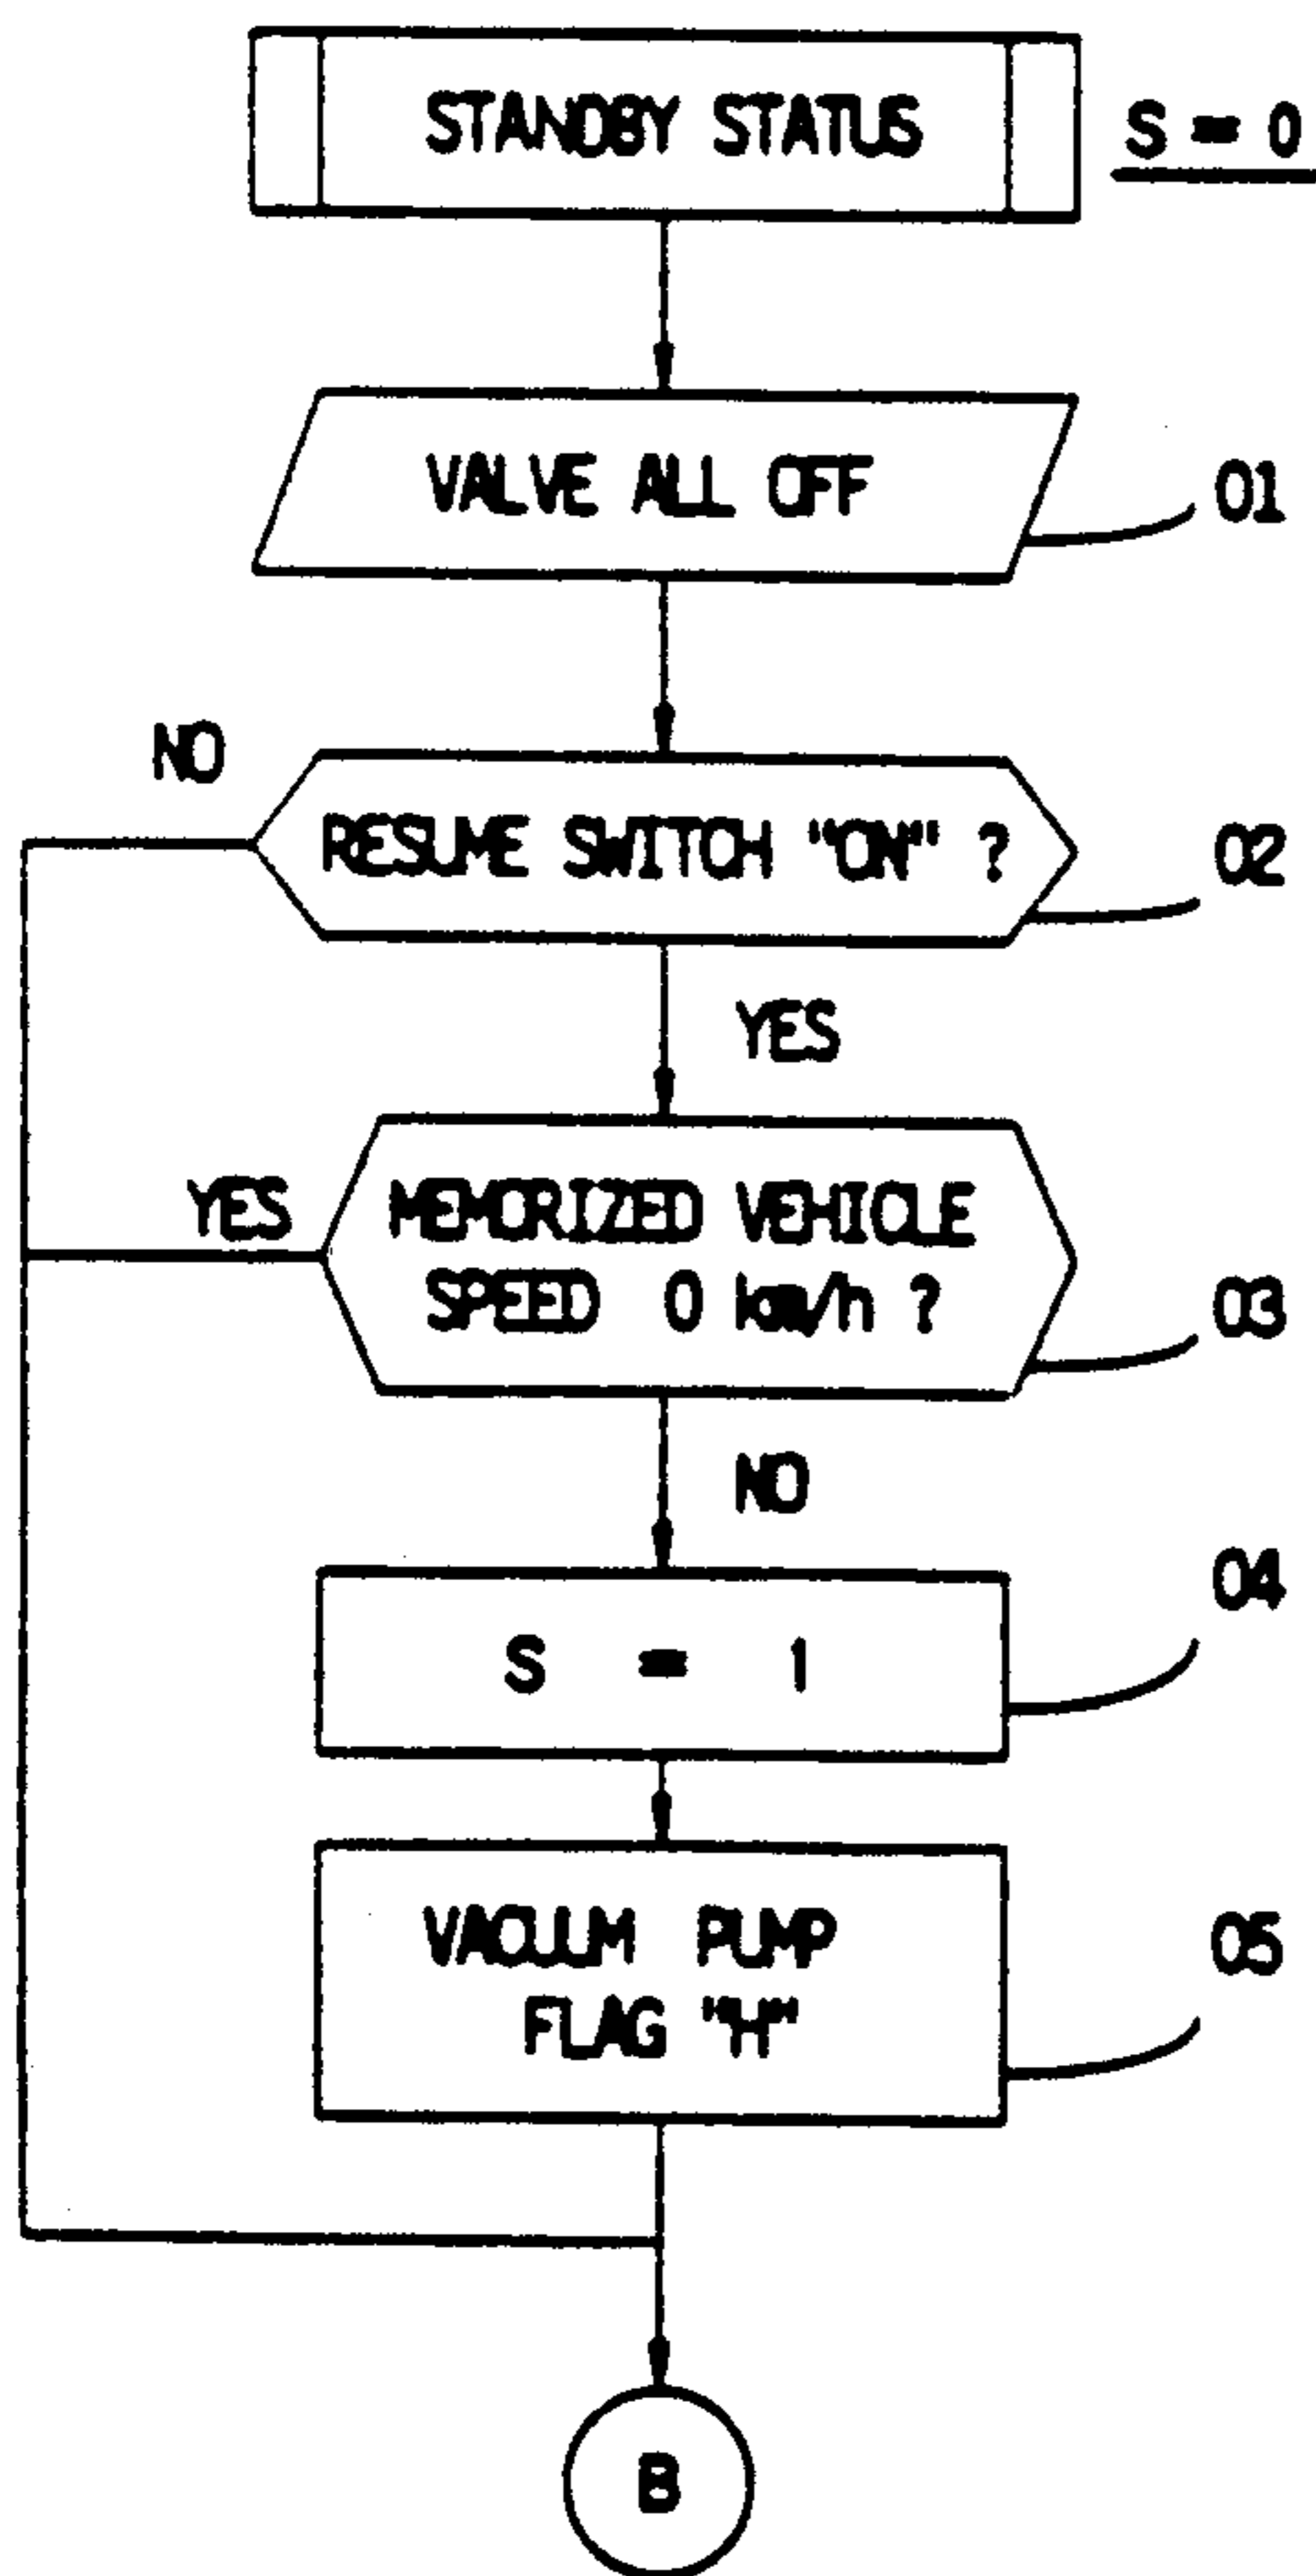 STANDBY STATUS
S = 0
VALVE ALL OFF
01
NO
RESUME SWITCH "ON" ?
02
YES
YES
MEMORIZED VEHICLE
SPEED 0 km/h ?
03
NO
S = 1
04
VACUUM PUMP
FLAG "H"
05
B